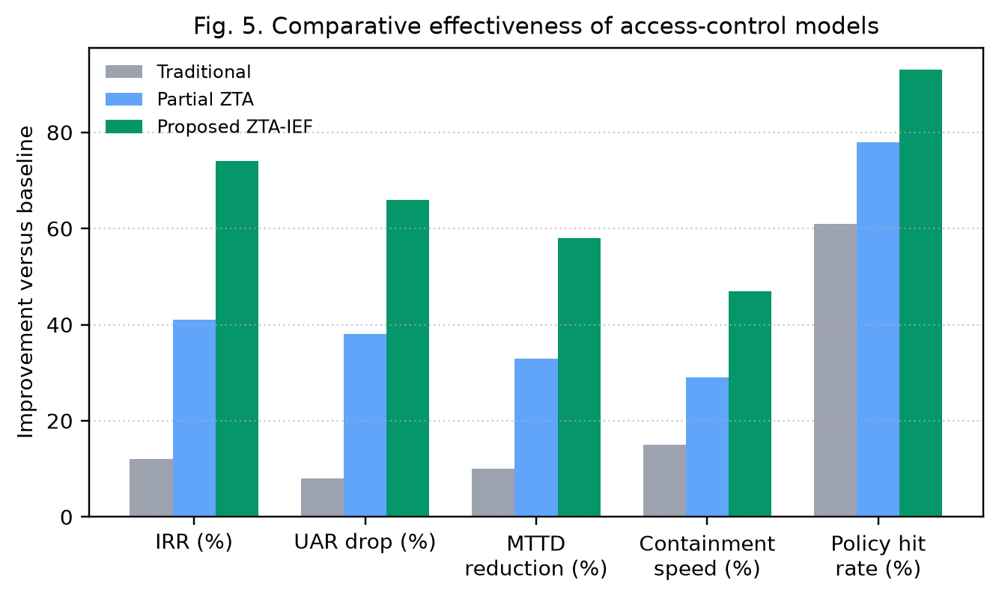 Fig. 5. Comparative effectiveness of access-control models
Traditional
Partial ZTA
Proposed ZTA-IEF
Improvement versus baseline
80
60
40
20
0
IRR (%)
UAR drop (%)
MTTD
reduction (%)
Containment
speed (%)
Policy hit
rate (%)